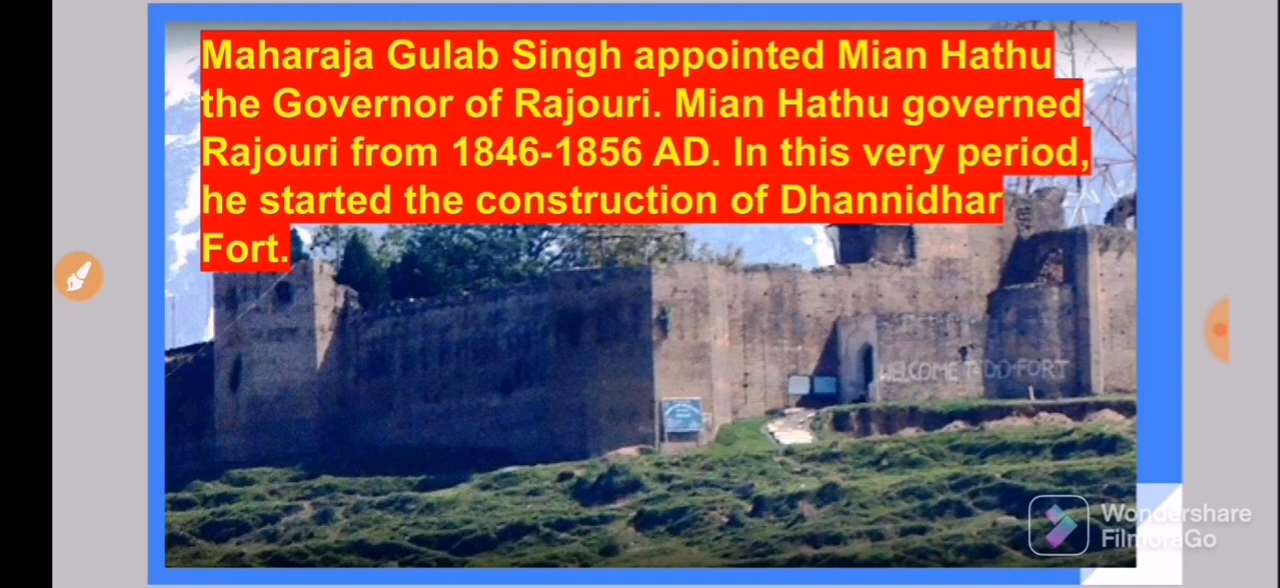 Maharaja Gulab Singh appointed Mian Hathu
the Governor of Rajouri. Mian Hathu governed
Rajouri from 1846-1856 AD. In this very period,
he started the construction of Dhannidhar
Fort.
WELCOME T DD FORT
Wondershare
FilmoraGo